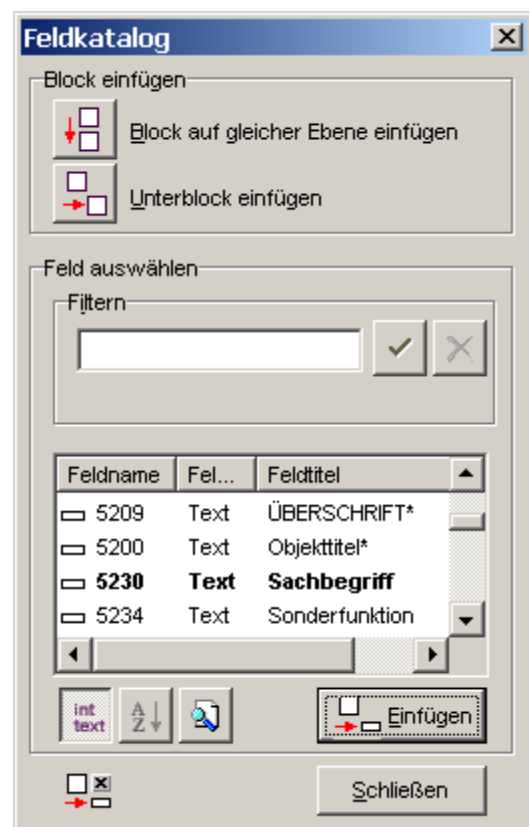 Feldkatalog
Block einfügen
Block auf gleicher Ebene einfügen
Unterblock einfügen
Feld auswählen
Filtern
Feldname Fel... Feldtitel
5209 Text ÜBERSCHRIFT*
5200 Text Objekttitel*
5230 Text Sachbegriff
5234 Text Sonderfunktion
int text A Z Einfügen
Schließen